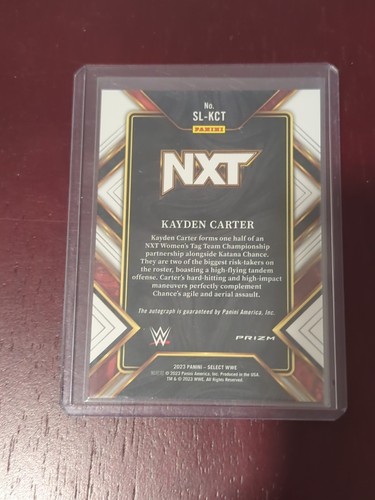 No.
SL-KCT
PANINI
NXT
KAYDEN CARTER
Kayden Carter forms one half of an
NXT Women's Tag Team Championship
partnership alongside Katana Chance.
They are two of the biggest risk-takers on
the roster, boasting a high-flying tandem
offense. Carter's hard-hitting and high-impact
maneuvers perfectly complement
Chance's agile and aerial assault.
The autograph is guaranteed by Panini America, Inc.
W
PRIZM
2023 PANINI - SELECT WWE
© 2023 Panini America, Inc. Produced in the USA.
TM & © 2023 WWE. All Rights Reserved.